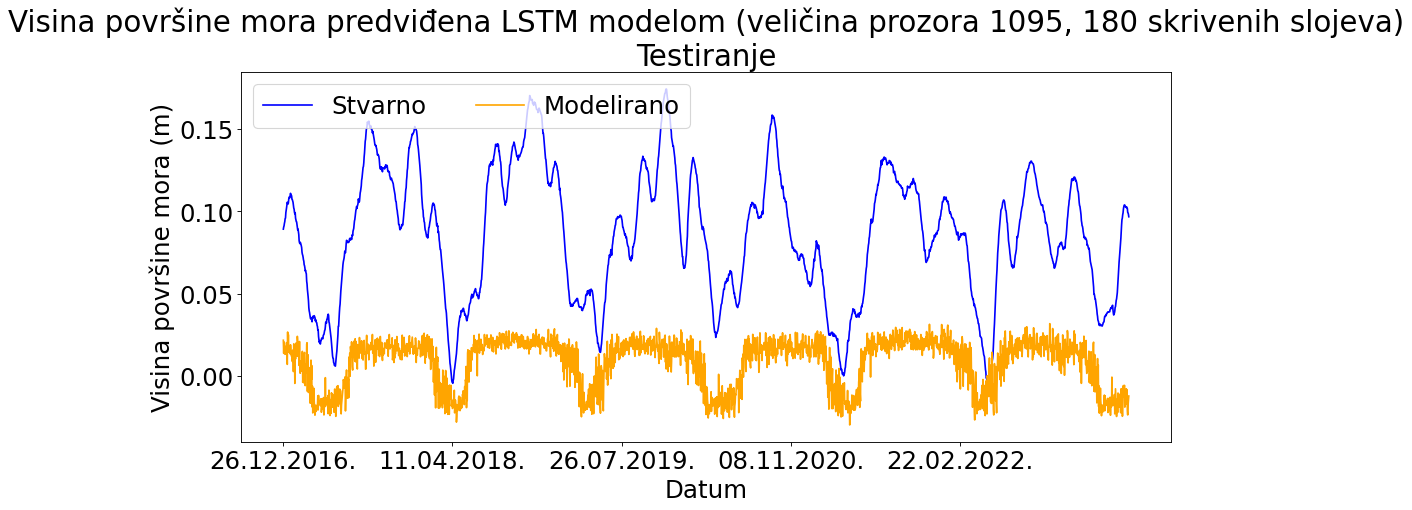 Visina površine mora predviđena LSTM modelom (veličina prozora 1095, 180 skrivenih slojeva)
Testiranje
Stvarno
Modelirano
Visina površine mora (m)
0.15
0.10
0.05
0.00
26.12.2016.
11.04.2018.
26.07.2019.
08.11.2020.
22.02.2022.
Datum